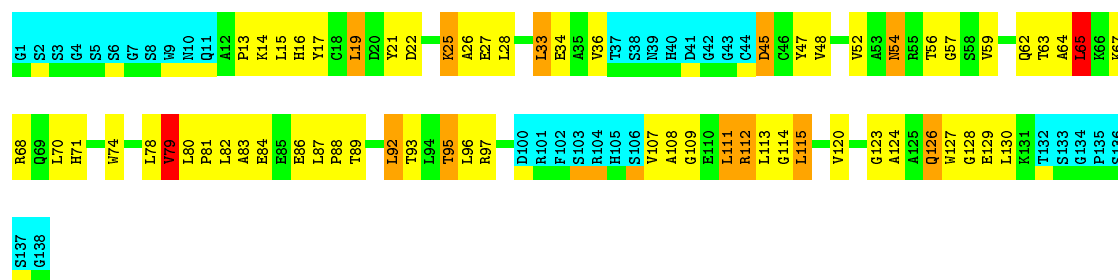 G1 S2 S3 G4 S5 S6 G7 S8 W9 N10 Q11 A12 P13 K14 L15 H16 Y17 C18 L19 D20 Y21 D22 K25 A26 E27 L28 L33 E34 A35 V36 T37 S38 N39 H40 D41 G42 G43 C44 D45 C46 Y47 V48 V52 A53 N54 R55 T56 G57 S58 V59 Q62 T63 A64 L65 K66 K67
R68 Q69 L70 H71 W74 L78 V79 L80 P81 L82 A83 E84 E85 E86 L87 P88 T89 L92 T93 L94 T95 L96 R97 D100 R101 F102 S103 R104 H105 S106 V107 A108 G109 E110 L111 R112 L113 G114 L115 V120 G123 A124 A125 Q126 W127 G128 E129 L130 K131 T132 S133 G134 P135 S136
S137 G138